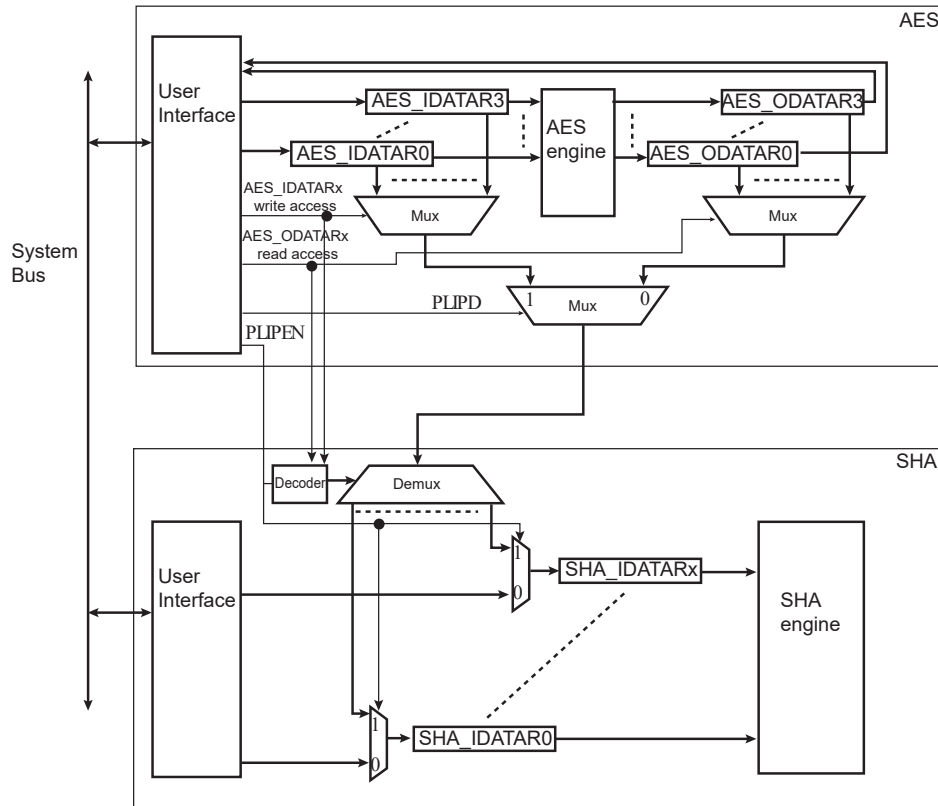 AES
User
Interface
AES_IDATAR3
AES_IDATAR0
AES
engine
AES_ODATAR3
AES_ODATAR0
AES_IDATARx
write access
Mux
Mux
AES_ODATARx
read access
System
Bus
1
Mux
0
PLIPD
PLIPEN
SHA
Decoder
Demux
User
Interface
1
0
SHA_IDATARx
SHA
engine
1
0
SHA_IDATAR0